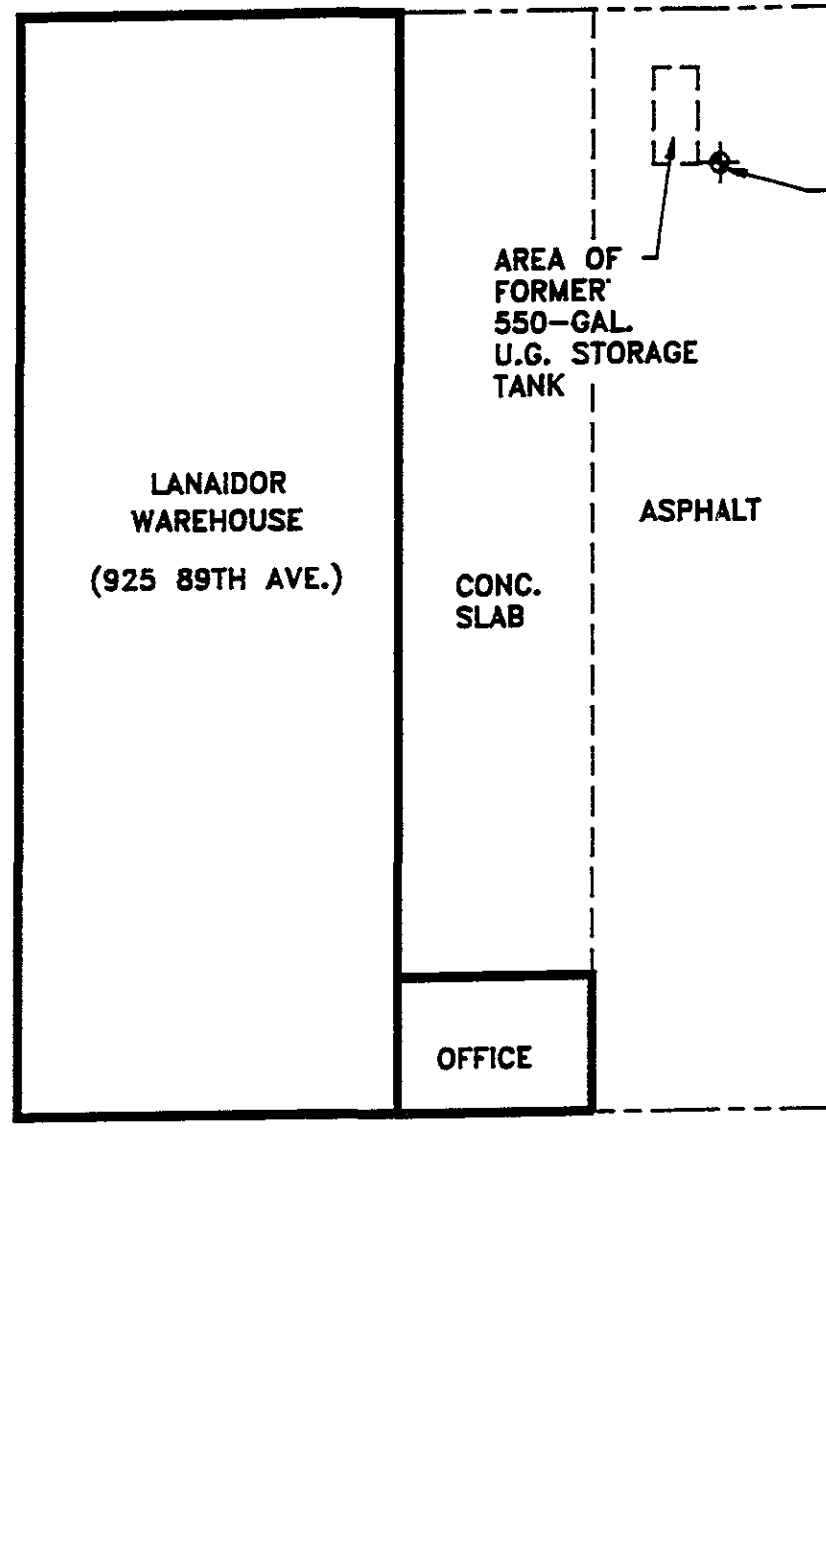 AREA OF
FORMER
550-GAL.
U.G. STORAGE
TANK
LANAIDOR
WAREHOUSE
(925 89TH AVE.)
ASPHALT
CONC.
SLAB
OFFICE